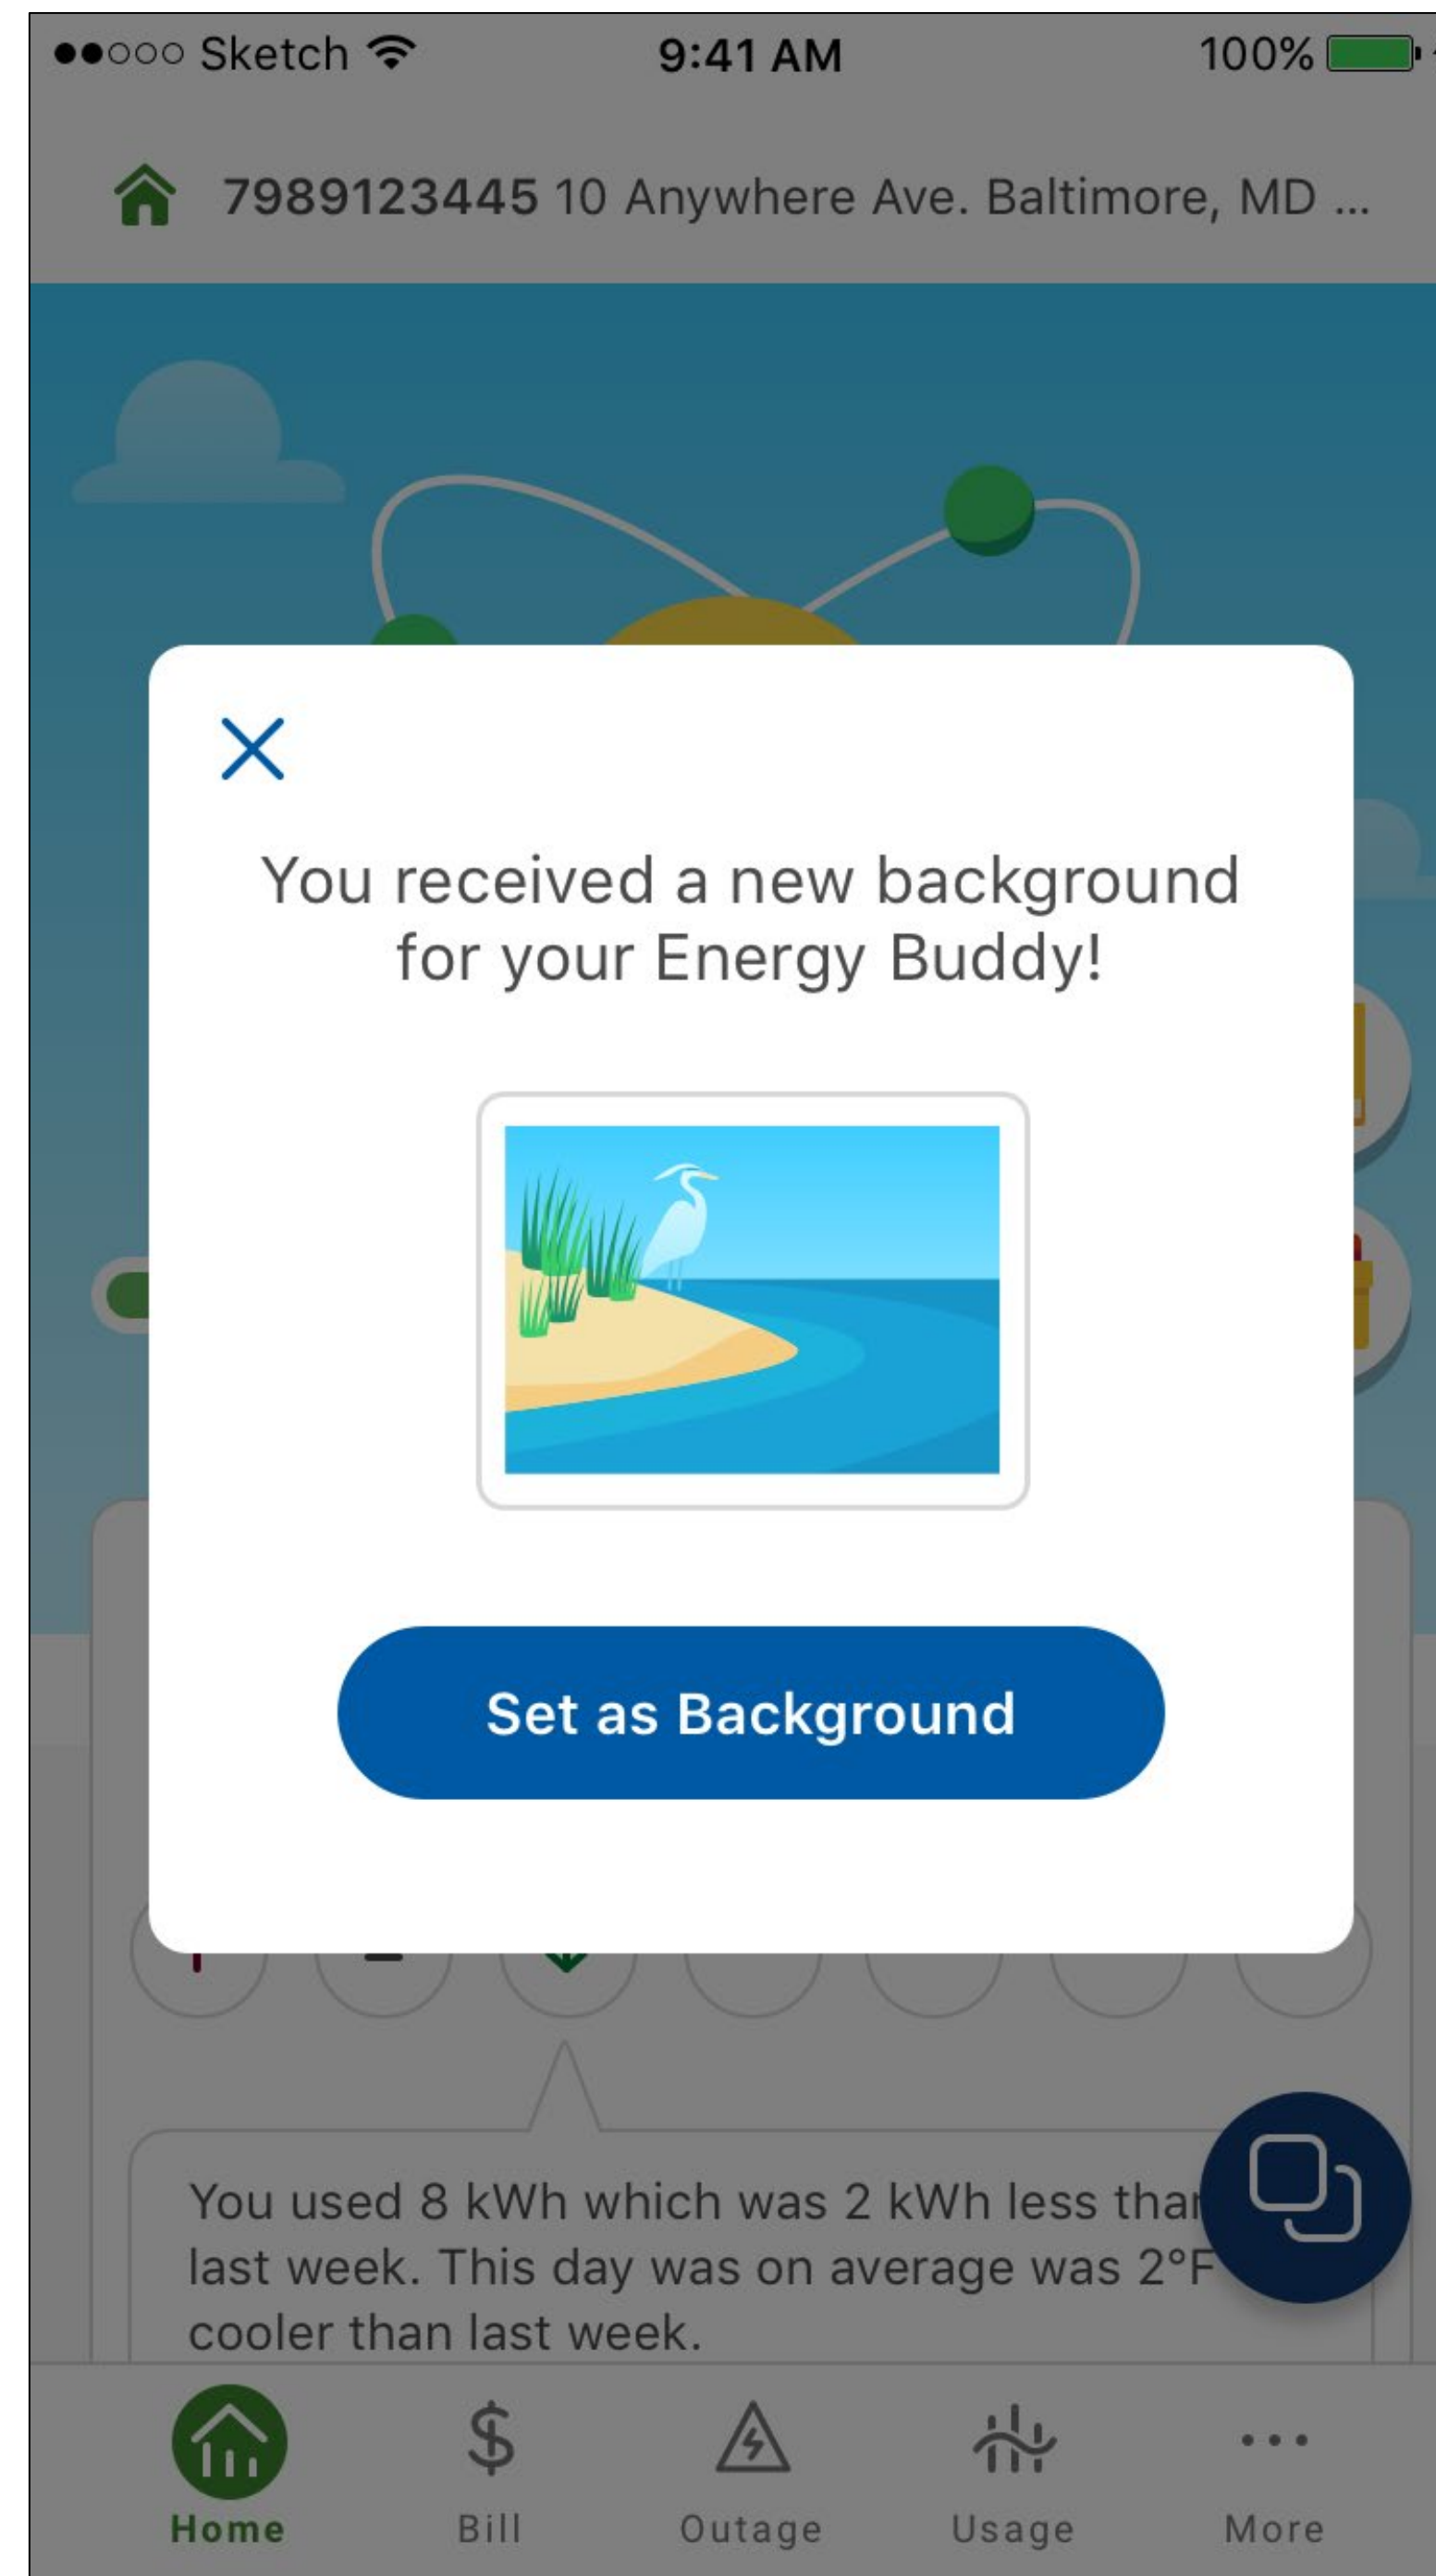 Sketch 9:41 AM 100%
7989123445 10 Anywhere Ave. Baltimore, MD ...
You received a new background
for your Energy Buddy!
Set as Background
You used 8 kWh which was 2 kWh less than
last week. This day was on average was 2°F
cooler than last week.
Home Bill Outage Usage More